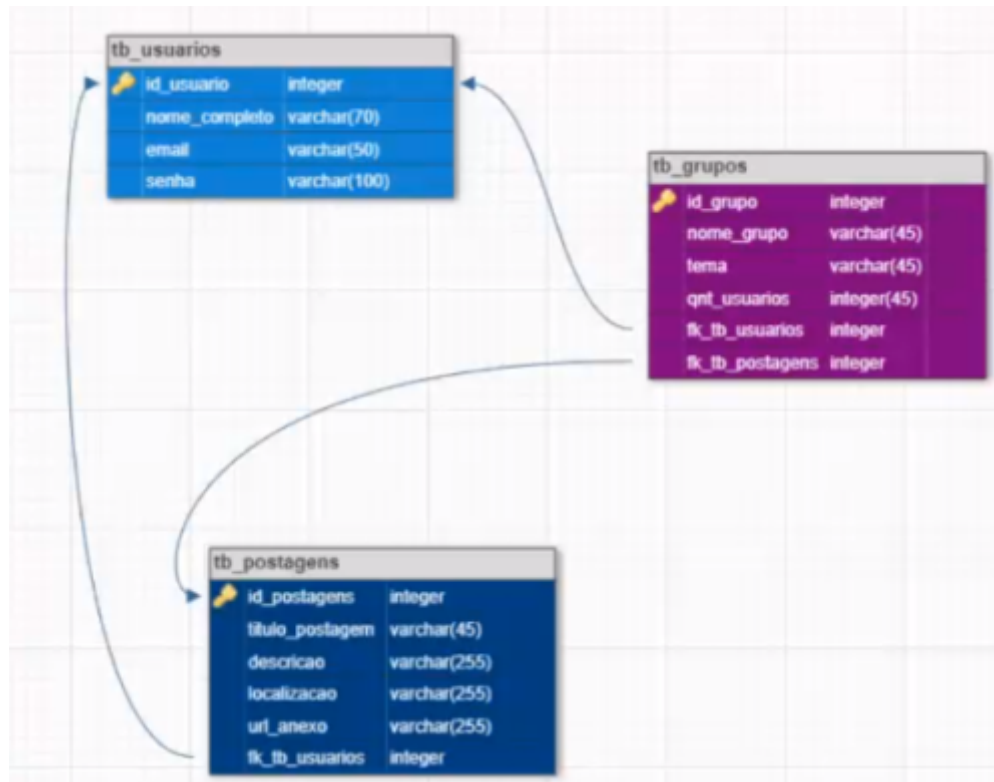 tb_usuarios
id_usuario integer
nome_completo varchar(70)
email varchar(50)
senha varchar(100)
tb_grupos
id_grupo integer
nome_grupo varchar(45)
tema varchar(45)
qnt_usuarios integer(45)
fk_tb_usuarios integer
fk_tb_postagens integer
tb_postagens
id_postagens integer
titulo_postagem varchar(45)
descricao varchar(255)
localizacao varchar(255)
url_anexo varchar(255)
fk_tb_usuarios integer